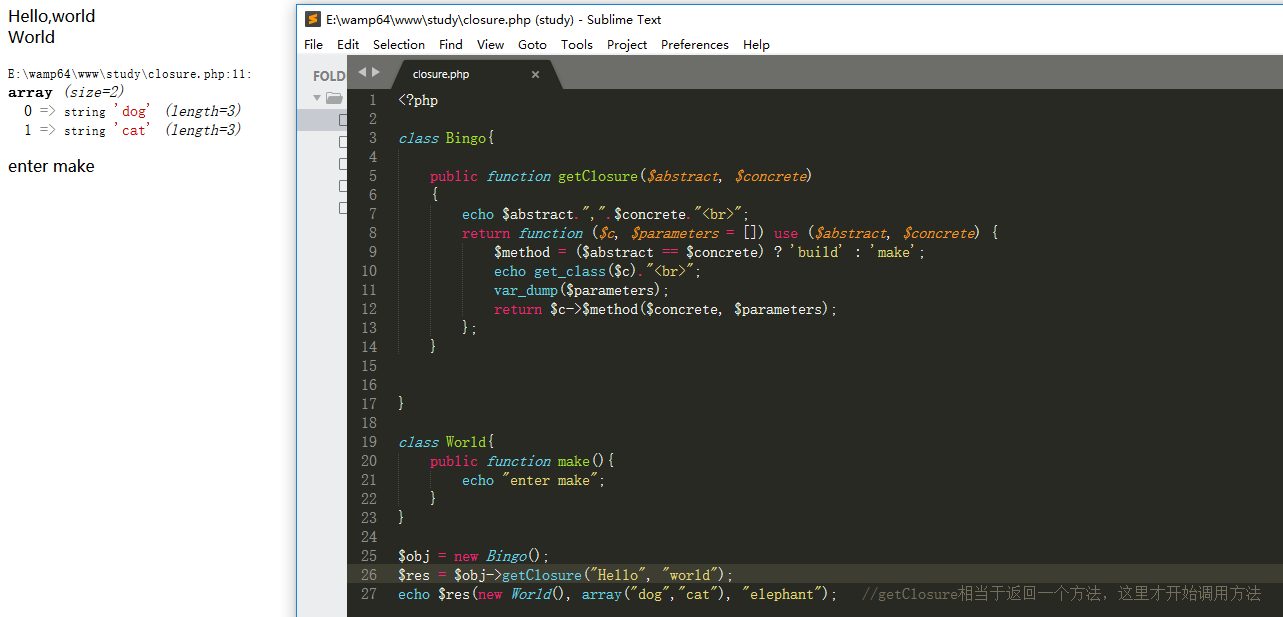 Hello,world
World
E:\wamp64\www\study\closure.php:11:
array (size=2)
  0 => string 'dog' (length=3)
  1 => string 'cat' (length=3)
enter make
E:\wamp64\www\study\closure.php (study) - Sublime Text
File Edit Selection Find View Goto Tools Project Preferences Help
FOLD
closure.php ×
1 <?php
2
3 class Bingo{
4
5     public function getClosure($abstract, $concrete)
6     {
7         echo $abstract.",".$concrete."<br>";
8         return function ($c, $parameters = []) use ($abstract, $concrete) {
9             $method = ($abstract == $concrete) ? 'build' : 'make';
10             echo get_class($c)."<br>";
11             var_dump($parameters);
12             return $c->$method($concrete, $parameters);
13         };
14     }
15
16
17 }
18
19 class World{
20     public function make(){
21         echo "enter make";
22     }
23 }
24
25 $obj = new Bingo();
26 $res = $obj->getClosure("Hello", "world");
27 echo $res(new World(), array("dog","cat"), "elephant");   //getClosure相当于返回一个方法，这里才开始调用方法